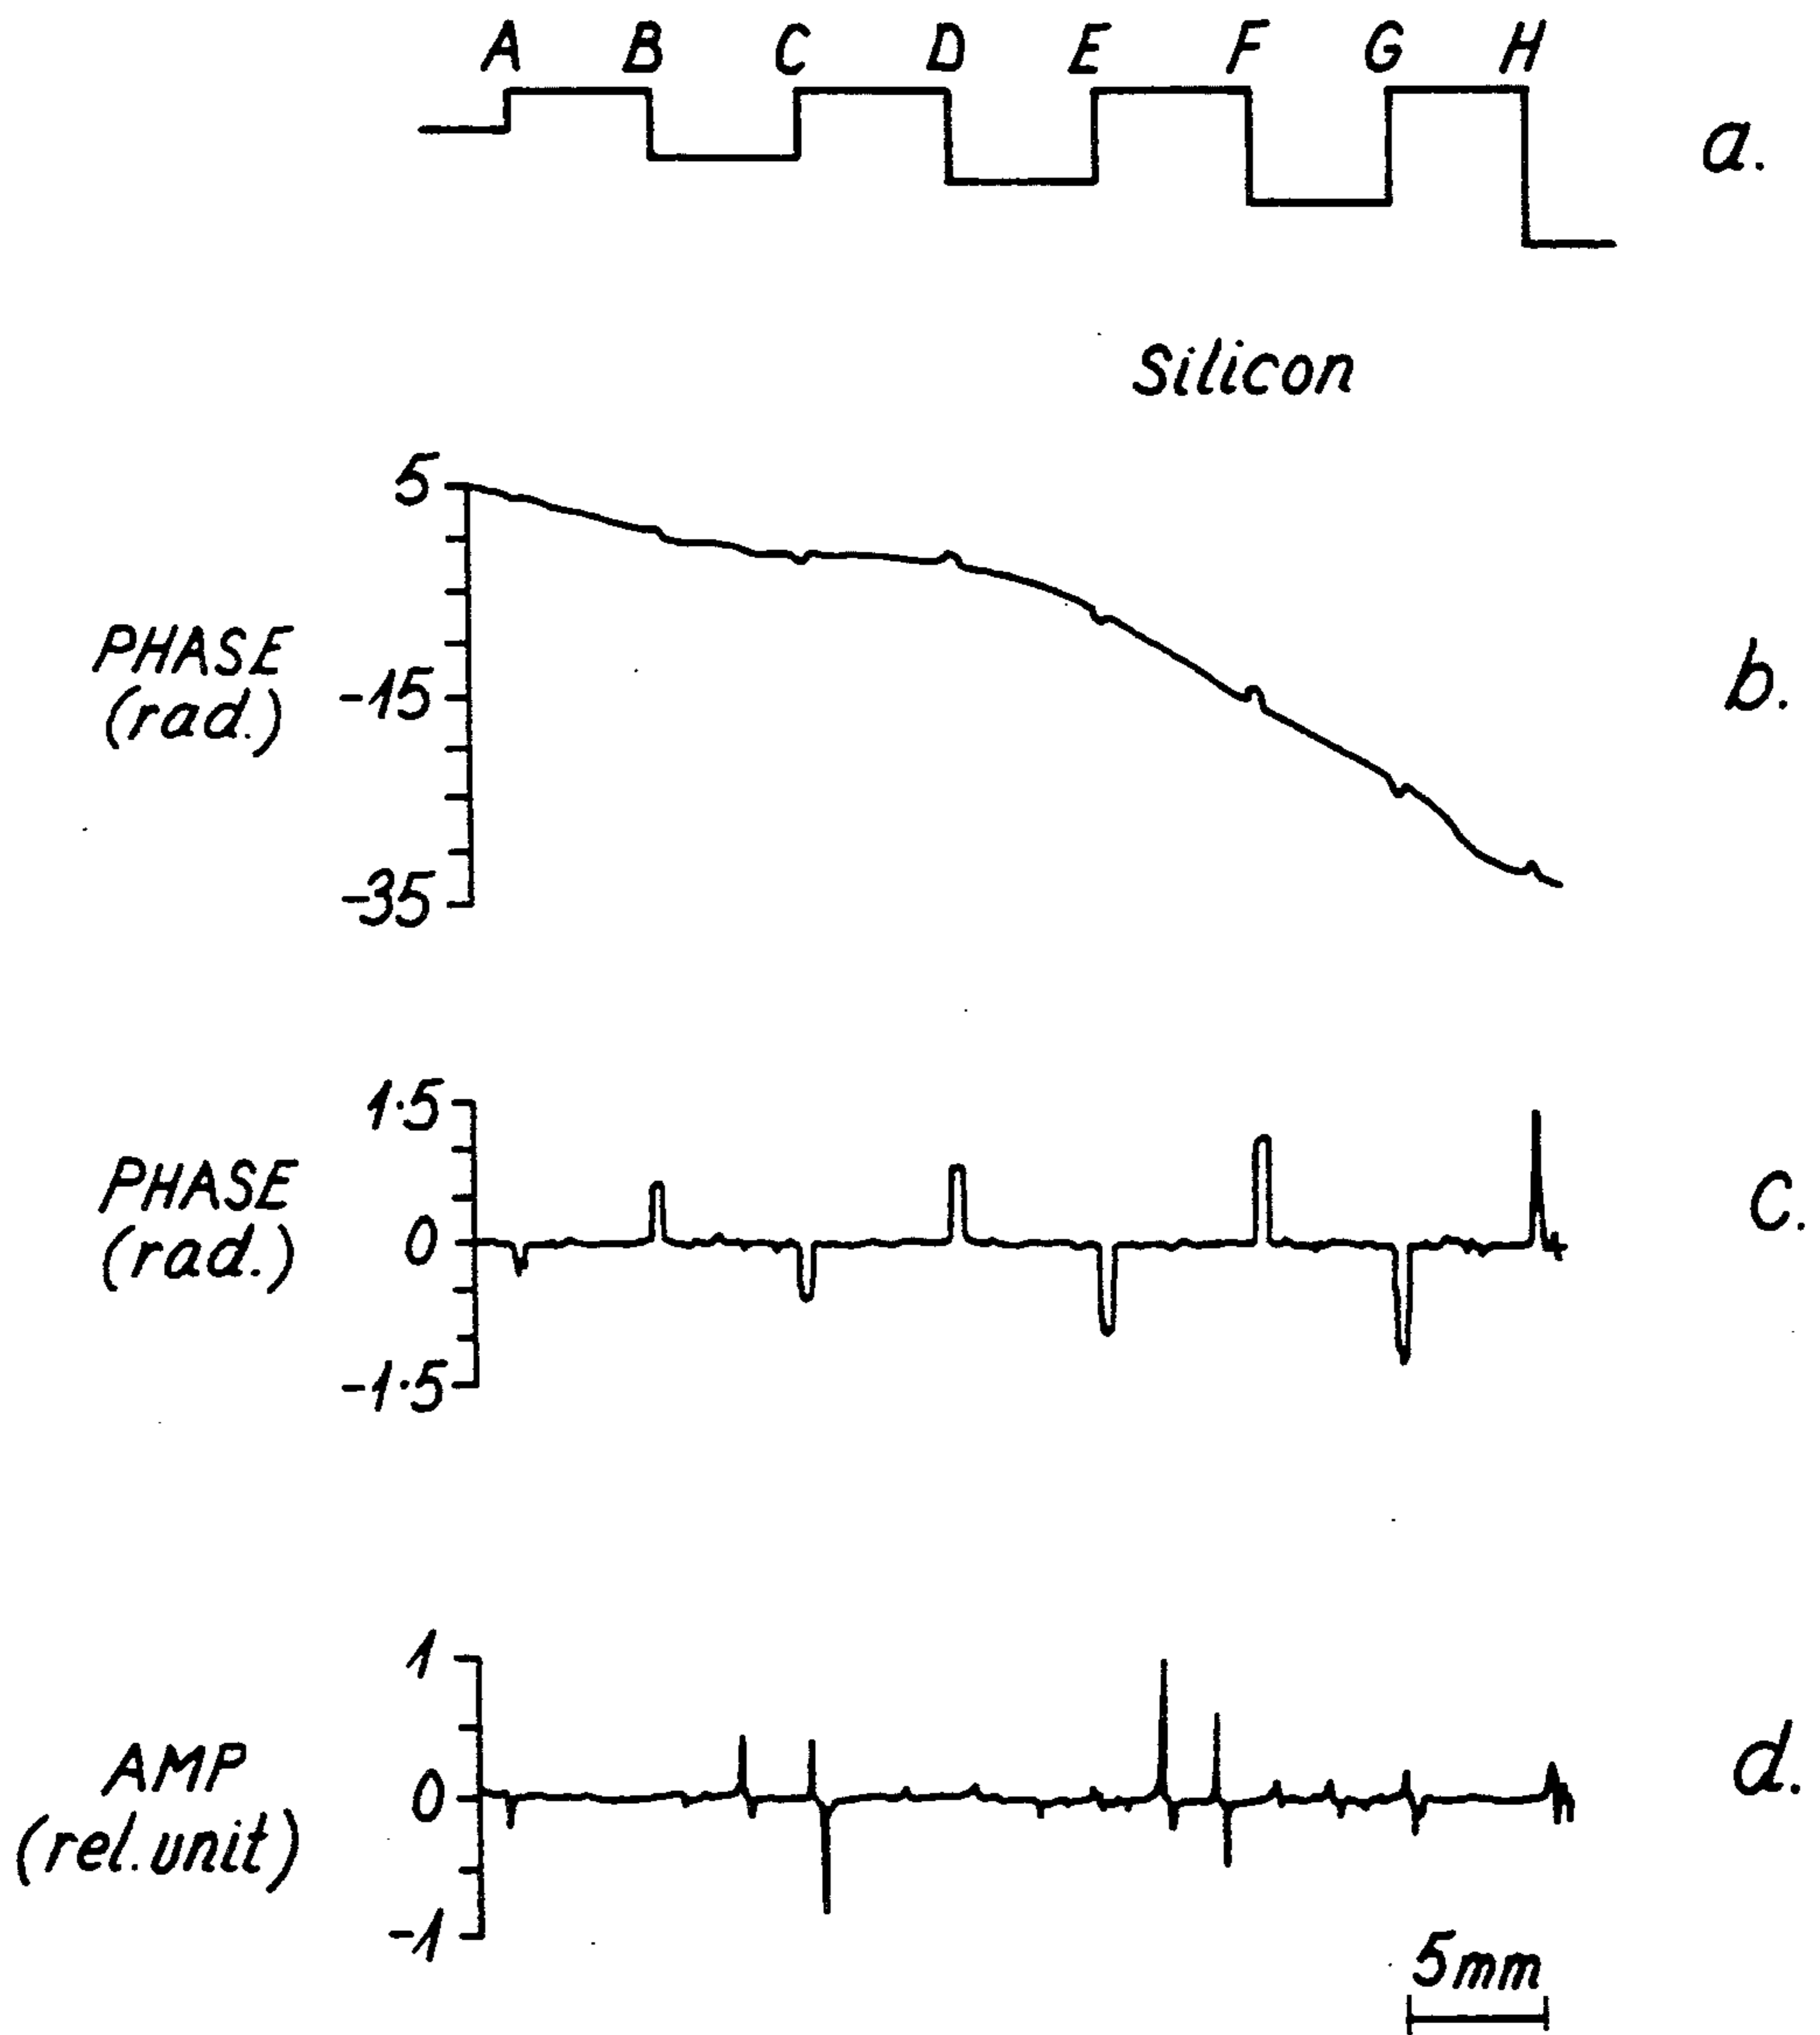 A B C D E F G H
a.
Silicon
5
PHASE
(rad.)
-15
-35
b.
1·5
PHASE
(rad.)
0
-1·5
c.
1
AMP
(rel. unit)
0
-1
d.
5mm